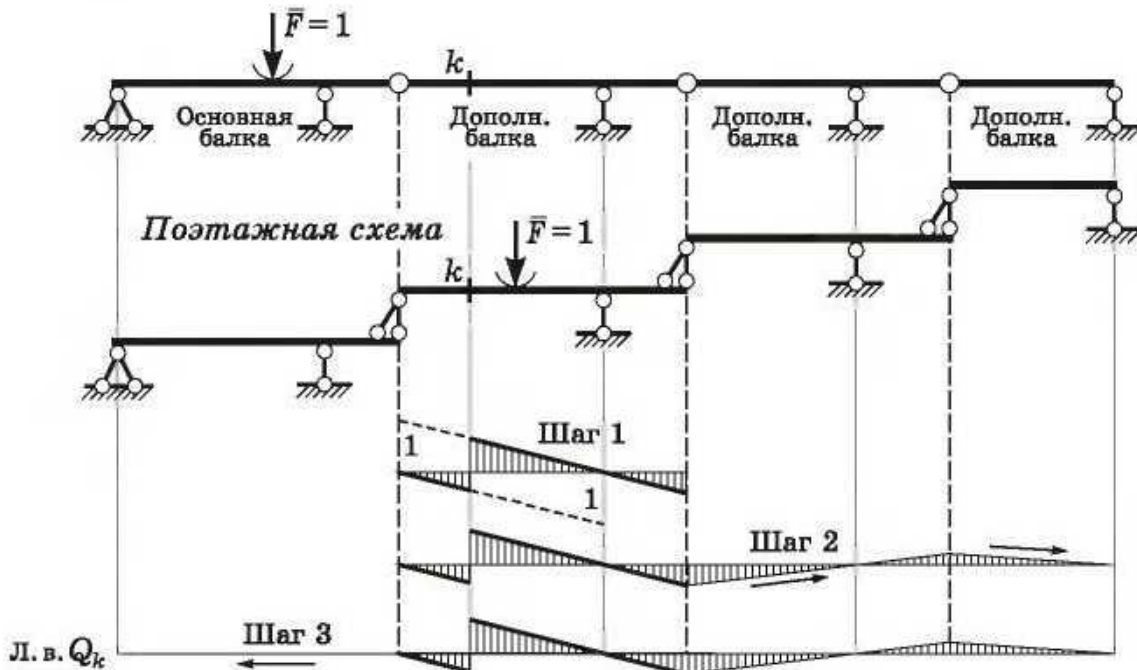 F̅ = 1
k
Основная балка
Дополн. балка
Дополн. балка
Дополн. балка
Поэтажная схема
F̅ = 1
k
Шаг 1
1
1
Шаг 2
Шаг 3
Л. в. Qk